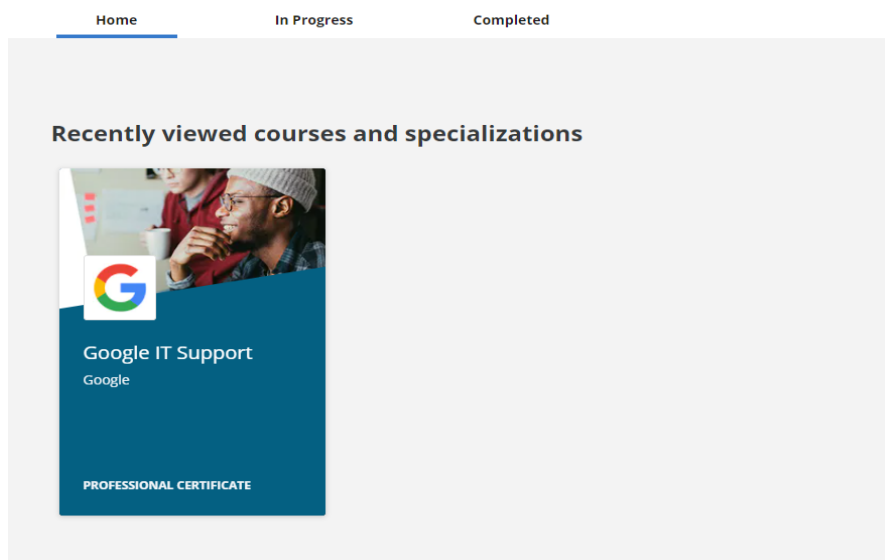 Home In Progress Completed
Recently viewed courses and specializations
Google IT Support
Google
PROFESSIONAL CERTIFICATE